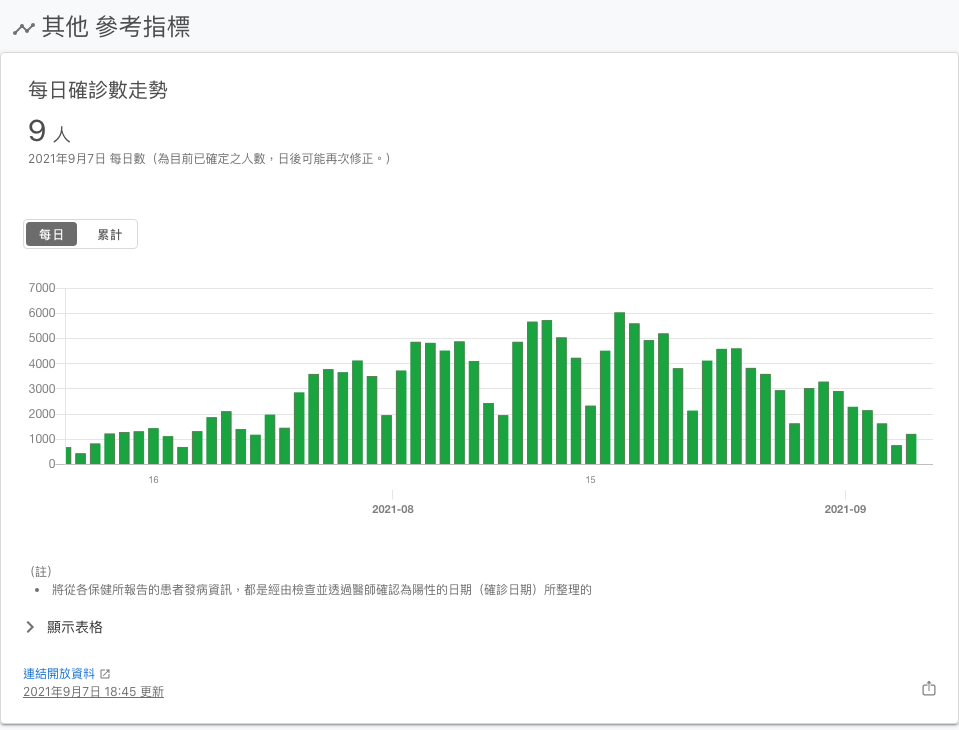 其他 參考指標
每日確診數走勢
9 人
2021年9月7日 每日數（為目前已確定之人數，日後可能再次修正。）
每日 累計
7000
6000
5000
4000
3000
2000
1000
0
16 15
2021-08 2021-09
（註）
• 將從各保健所報告的患者發病資訊，都是經由檢查並透過醫師確認為陽性的日期（確診日期）所整理的
顯示表格
連結開放資料
2021年9月7日 18:45 更新